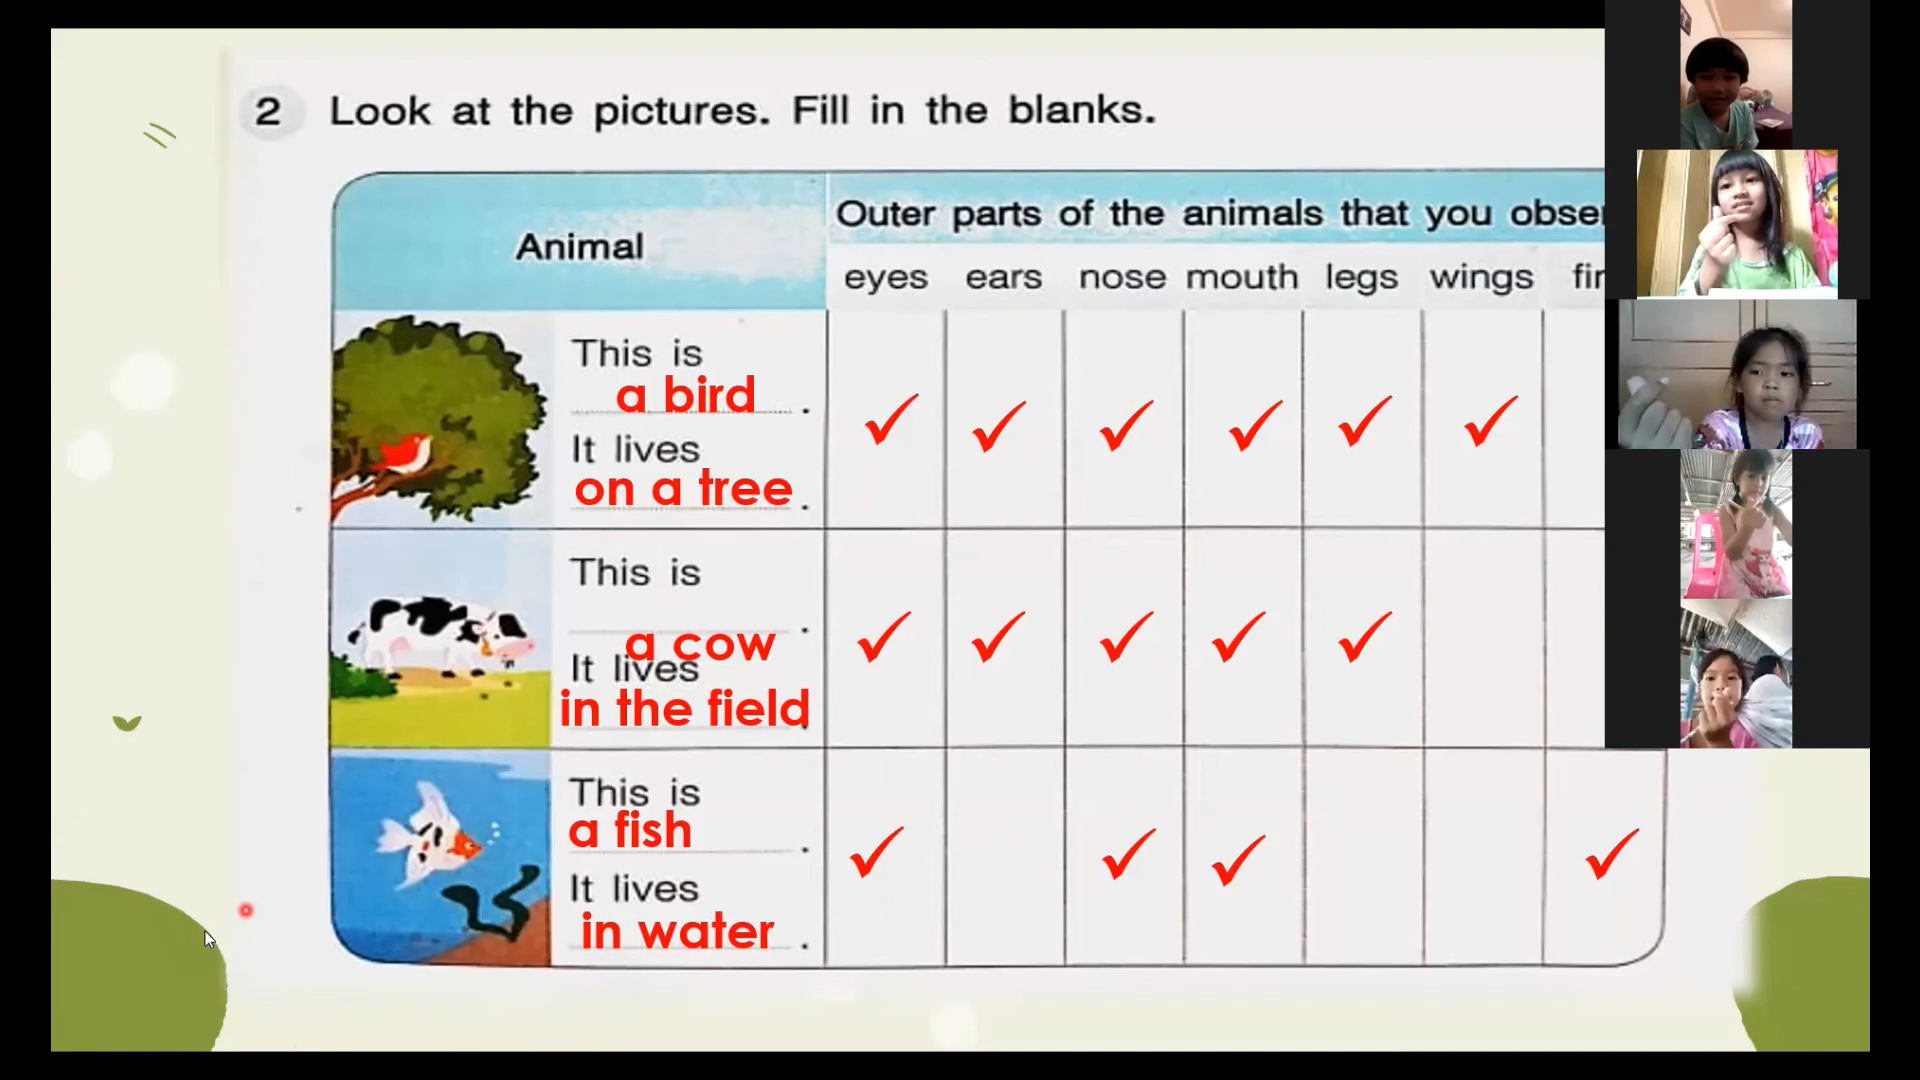 2 Look at the pictures. Fill in the blanks.
Animal
Outer parts of the animals that you
eyes ears nose mouth legs wings
This is
a bird .
It lives
on a tree .
✓ ✓ ✓ ✓ ✓ ✓
This is
a cow .
It lives
in the field .
✓ ✓ ✓ ✓ ✓
This is
a fish .
It lives
in water .
✓ ✓ ✓ ✓